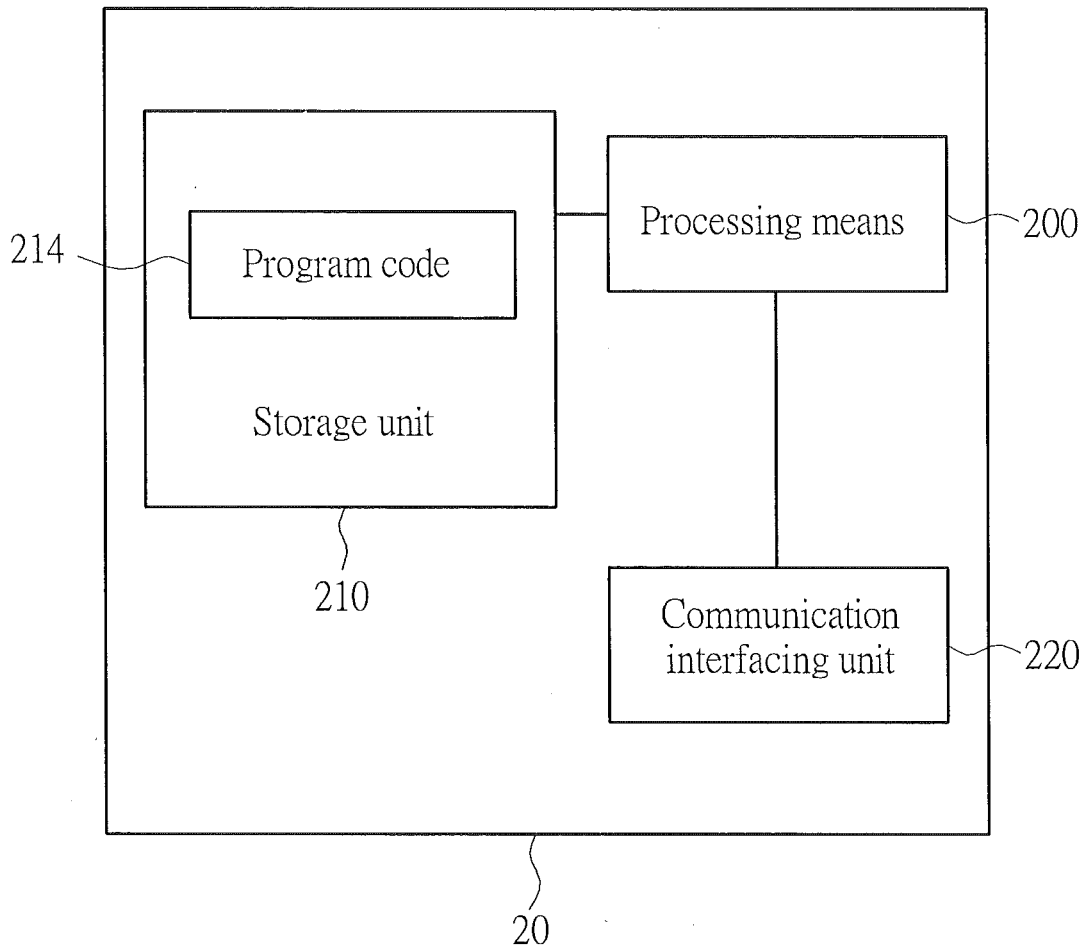 Processing means
200
214
Program code
Storage unit
210
Communication
interfacing unit
220
20